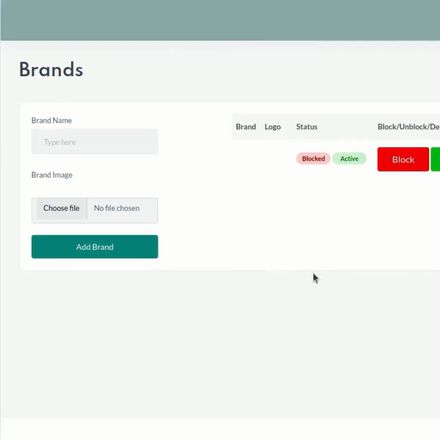 Brands
Brand Name
Type here
Brand Image
Choose file No file chosen
Add Brand
Brand Logo Status Block/Unblock/De
Blocked Active Block